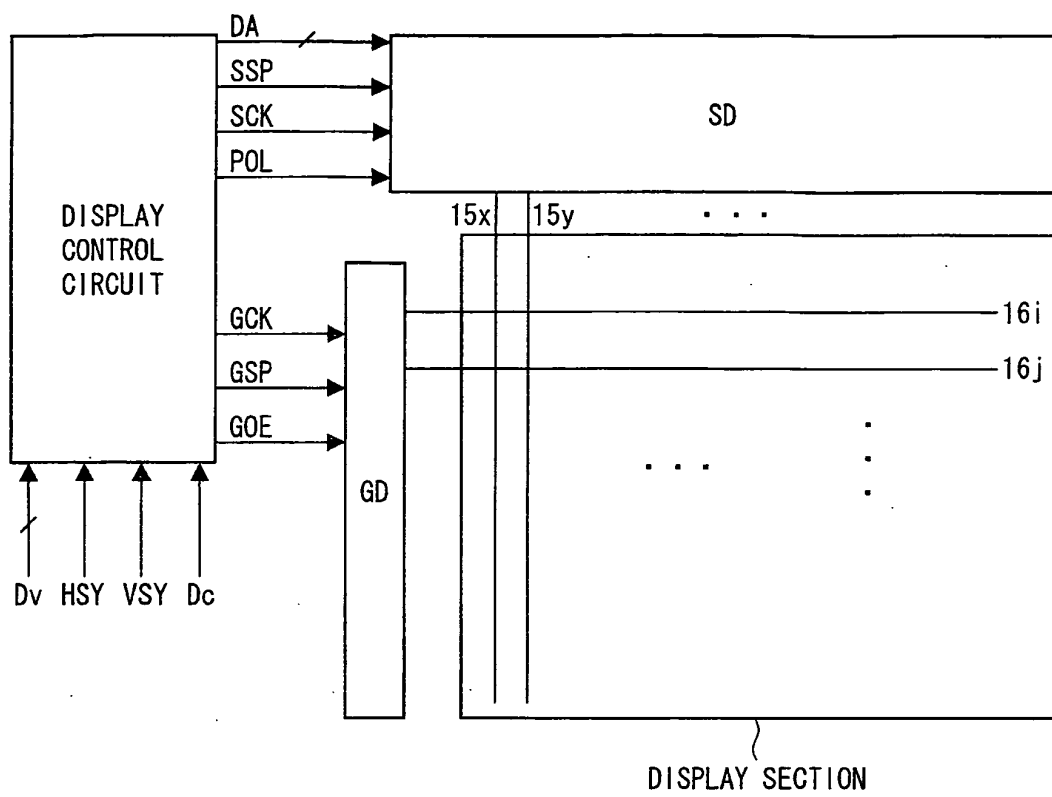 DA
SSP
SCK
POL
SD
DISPLAY
CONTROL
CIRCUIT
15x
15y
. . .
GCK
GSP
GOE
GD
16i
16j
. . .
Dv HSY VSY Dc
DISPLAY SECTION